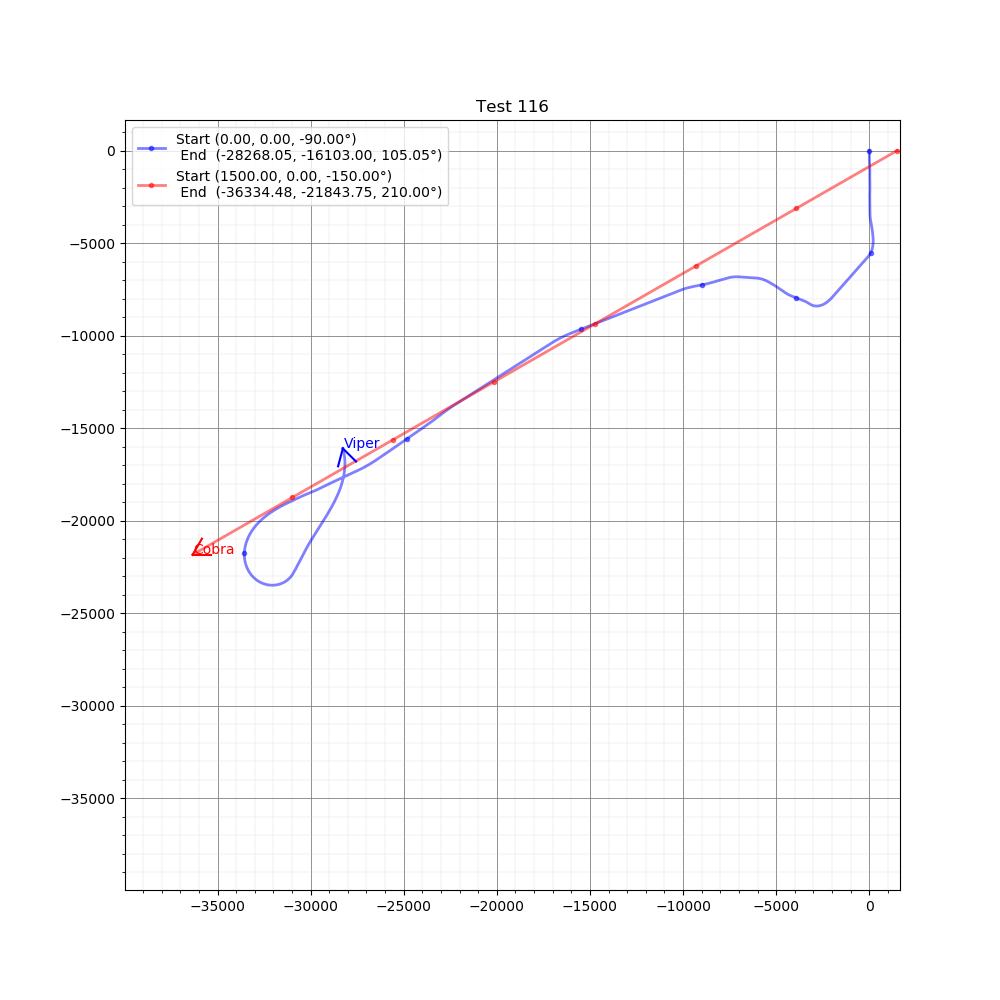 Test 116
Start (0.00, 0.00, -90.00°)
End  (-28268.05, -16103.00, 105.05°)
Start (1500.00, 0.00, -150.00°)
End  (-36334.48, -21843.75, 210.00°)
0
−5000
−10000
−15000
−20000
−25000
−30000
−35000
Viper
Cobra
−35000
−30000
−25000
−20000
−15000
−10000
−5000
0